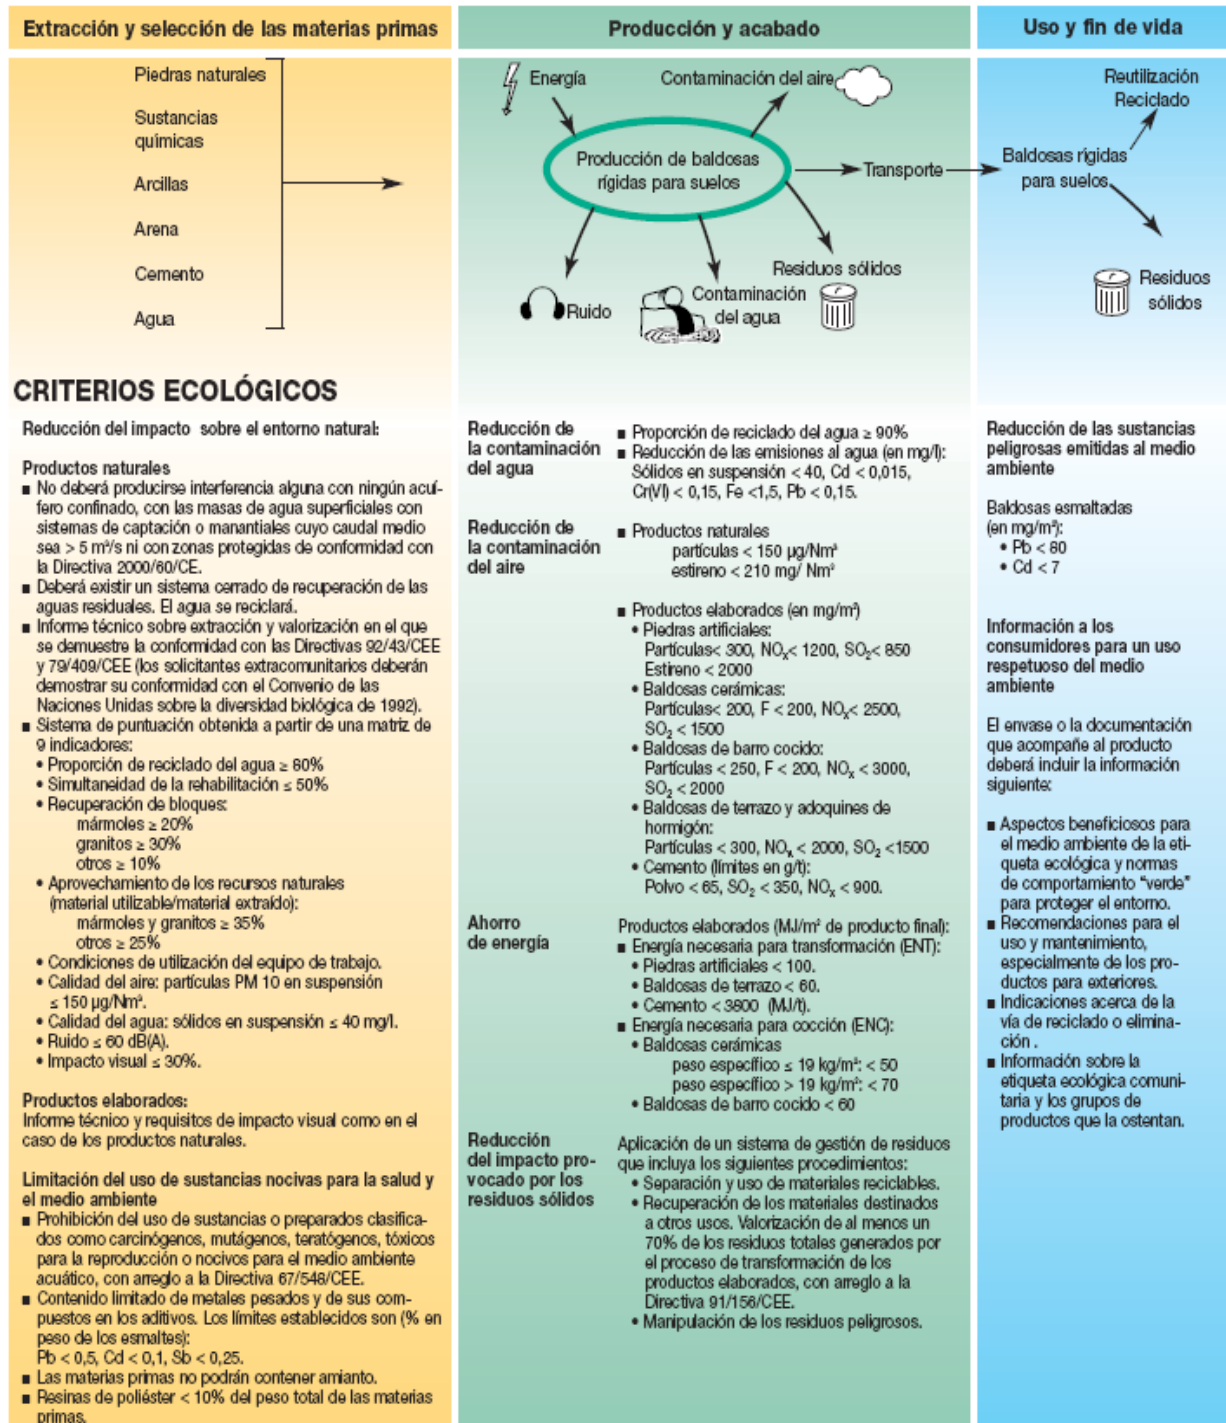 Extracción y selección de las materias primas
Piedras naturales
Sustancias
químicas
Arcillas
Arena
Cemento
Agua
Producción y acabado
Energía
Contaminación del aire
Producción de baldosas
rígidas para suelos
Transporte
Ruido
Contaminación
del agua
Residuos sólidos
Uso y fin de vida
Reutilización
Reciclado
Baldosas rígidas
para suelos
Residuos
sólidos
CRITERIOS ECOLÓGICOS
Reducción del impacto sobre el entorno natural:
Productos naturales
■ No deberá producirse interferencia alguna con ningún acuí-
fero confinado, con las masas de agua superficiales con
sistemas de captación o manantiales cuyo caudal medio
sea > 5 m³/s ni con zonas protegidas de conformidad con
la Directiva 2000/60/CE.
■ Deberá existir un sistema cerrado de recuperación de las
aguas residuales. El agua se reciclará.
■ Informe técnico sobre extracción y valorización en el que
se demuestre la conformidad con las Directivas 92/43/CEE
y 79/409/CEE (los solicitantes extracomunitarios deberán
demostrar su conformidad con el Convenio de las
Naciones Unidas sobre la diversidad biológica de 1992).
■ Sistema de puntuación obtenida a partir de una matriz de
9 indicadores:
• Proporción de reciclado del agua ≥ 80%
• Simultaneidad de la rehabilitación ≤ 50%
• Recuperación de bloques:
mármoles ≥ 20%
granitos ≥ 30%
otros ≥ 10%
• Aprovechamiento de los recursos naturales
(material utilizable/material extraído):
mármoles y granitos ≥ 35%
otros ≥ 25%
• Condiciones de utilización del equipo de trabajo.
• Calidad del aire: partículas PM 10 en suspensión
≤ 150 µg/Nm³.
• Calidad del agua: sólidos en suspensión ≤ 40 mg/l.
• Ruido ≤ 60 dB(A).
• Impacto visual ≤ 30%.
Productos elaborados:
Informe técnico y requisitos de impacto visual como en el
caso de los productos naturales.
Limitación del uso de sustancias nocivas para la salud y
el medio ambiente
■ Prohibición del uso de sustancias o preparados clasifica-
dos como carcinógenos, mutágenos, teratógenos, tóxicos
para la reproducción o nocivos para el medio ambiente
acuático, con arreglo a la Directiva 67/548/CEE.
■ Contenido limitado de metales pesados y de sus com-
puestos en los aditivos. Los límites establecidos son (% en
peso de los esmaltes):
Pb < 0,5, Cd < 0,1, Sb < 0,25.
■ Las materias primas no podrán contener amianto.
■ Resinas de poliéster < 10% del peso total de las materias
primas.
Reducción de
la contaminación
del agua
■ Proporción de reciclado del agua ≥ 90%
■ Reducción de las emisiones al agua (en mg/l):
Sólidos en suspensión < 40, Cd < 0,015,
Cr(VI) < 0,15, Fe <1,5, Pb < 0,15.
Reducción de
la contaminación
del aire
■ Productos naturales
partículas < 150 µg/Nm³
estireno < 210 mg/ Nm³
■ Productos elaborados (en mg/m²)
• Piedras artificiales:
Partículas< 300, NOx< 1200, SO₂< 850
Estireno < 2000
• Baldosas cerámicas:
Partículas< 200, F < 200, NOx< 2500,
SO₂ < 1500
• Baldosas de barro cocido:
Partículas < 250, F < 200, NOx < 3000,
SO₂ < 2000
• Baldosas de terrazo y adoquines de
hormigón:
Partículas < 300, NOx < 2000, SO₂ <1500
• Cemento (límites en g/t):
Polvo < 65, SO₂ < 350, NOx < 900.
Ahorro
de energía
Productos elaborados (MJ/m² de producto final):
■ Energía necesaria para transformación (ENT):
• Piedras artificiales < 100.
• Baldosas de terrazo < 60.
• Cemento < 3800 (MJ/t).
■ Energía necesaria para cocción (ENC):
• Baldosas cerámicas
peso específico ≤ 19 kg/m²: < 50
peso específico > 19 kg/m²: < 70
• Baldosas de barro cocido < 60
Reducción
del impacto pro-
vocado por los
residuos sólidos
Aplicación de un sistema de gestión de residuos
que incluya los siguientes procedimientos:
• Separación y uso de materiales reciclables.
• Recuperación de los materiales destinados
a otros usos. Valorización de al menos un
70% de los residuos totales generados por
el proceso de transformación de los
productos elaborados, con arreglo a la
Directiva 91/156/CEE.
• Manipulación de los residuos peligrosos.
Reducción de las sustancias
peligrosas emitidas al medio
ambiente
Baldosas esmaltadas
(en mg/m²):
• Pb < 80
• Cd < 7
Información a los
consumidores para un uso
respetuoso del medio
ambiente
El envase o la documentación
que acompañe al producto
deberá incluir la información
siguiente:
■ Aspectos beneficiosos para
el medio ambiente de la eti-
queta ecológica y normas
de comportamiento "verde"
para proteger el entorno.
■ Recomendaciones para el
uso y mantenimiento,
especialmente de los pro-
ductos para exteriores.
■ Indicaciones acerca de la
vía de reciclado o elimina-
ción .
■ Información sobre la
etiqueta ecológica comuni-
taria y los grupos de
productos que la ostentan.